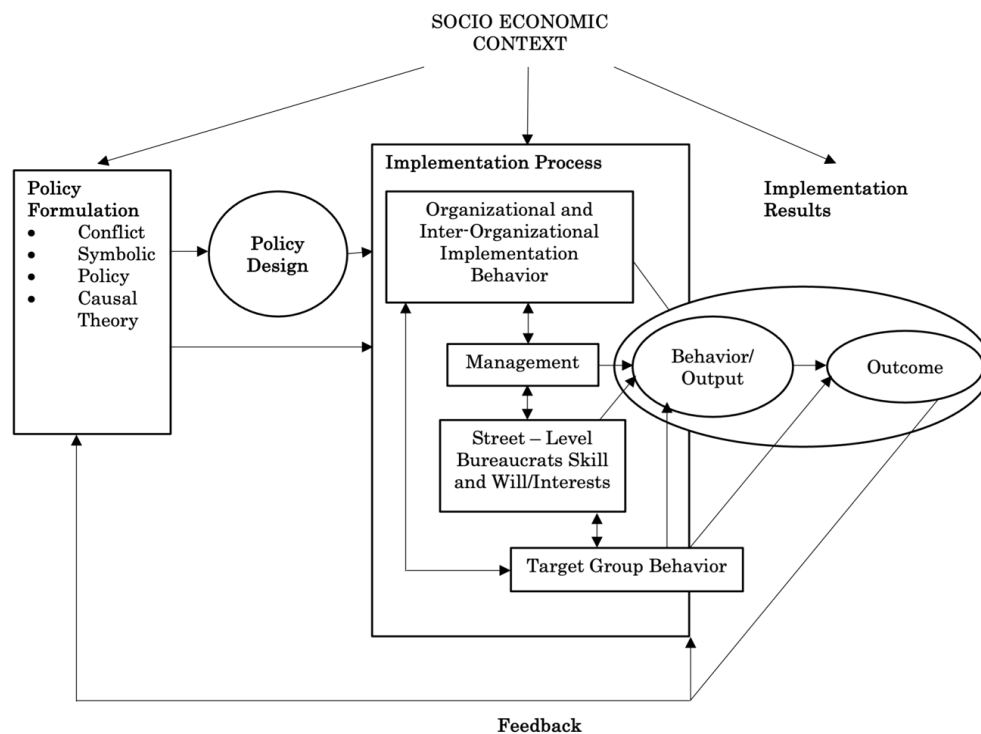 SOCIO ECONOMIC
CONTEXT
Policy
Formulation
• Conflict
• Symbolic
• Policy
• Causal
Theory
Policy
Design
Implementation Process
Organizational and
Inter-Organizational
Implementation
Behavior
Management
Street – Level
Bureaucrats Skill
and Will/Interests
Target Group Behavior
Implementation
Results
Behavior/
Output
Outcome
Feedback